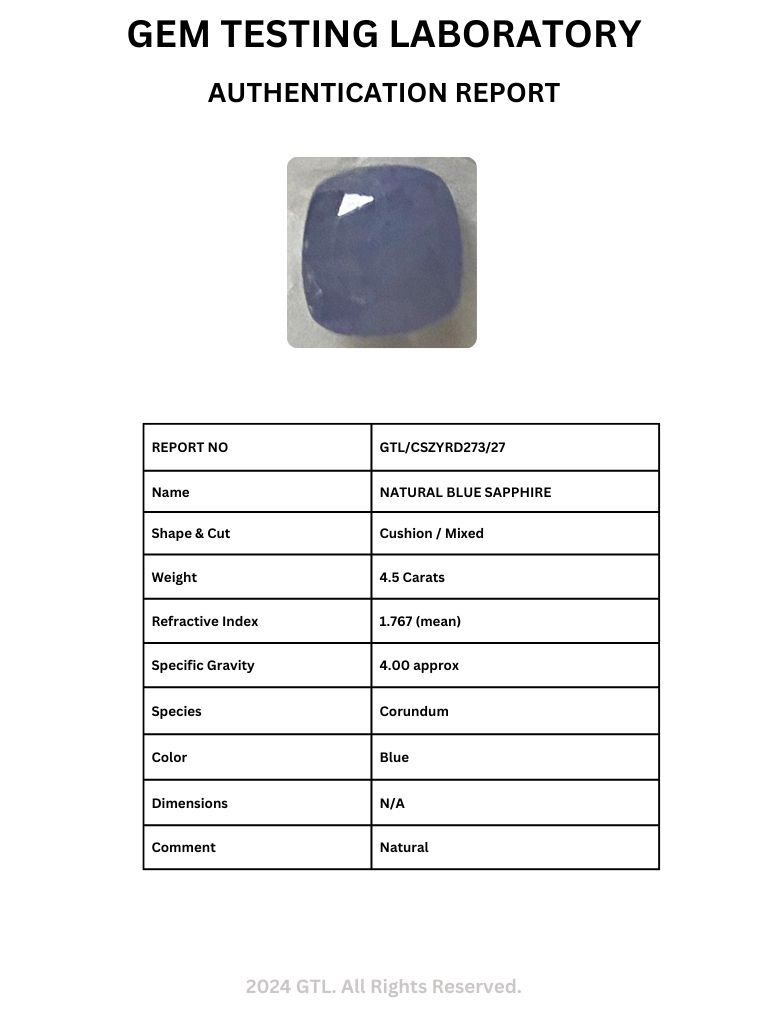 GEM TESTING LABORATORY
AUTHENTICATION REPORT
REPORT NO GTL/CSZYRD273/27
Name NATURAL BLUE SAPPHIRE
Shape & Cut Cushion / Mixed
Weight 4.5 Carats
Refractive Index 1.767 (mean)
Specific Gravity 4.00 approx
Species Corundum
Color Blue
Dimensions N/A
Comment Natural
2024 GTL. All Rights Reserved.